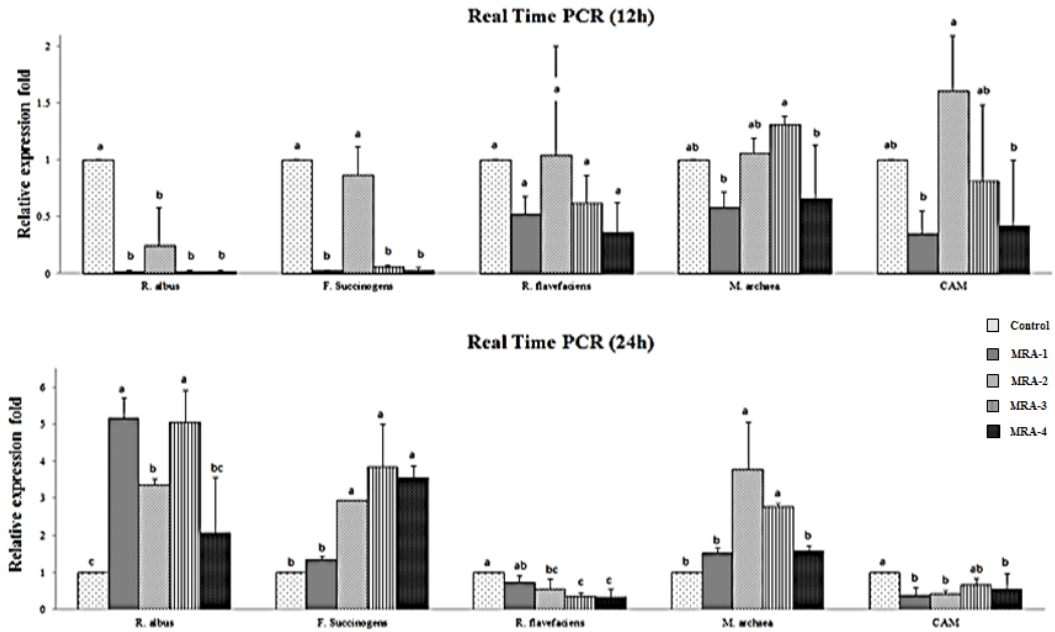 Real Time PCR (12h)
Relative expression fold
2
1.5
1
0.5
0
a b b b b
a b a b b
a a a a a
ab b ab a b
ab b a ab b
R. albus
F. Succinogens
R. flavefaciens
M. archaea
CAM
Real Time PCR (24h)
Relative expression fold
6
5
4
3
2
1
0
c a b a bc
b b a a a
a ab bc c c
b b a a b
a b b ab b
R. albus
F. Succinogens
R. flavefaciens
M. archaea
CAM
Control
MRA-1
MRA-2
MRA-3
MRA-4